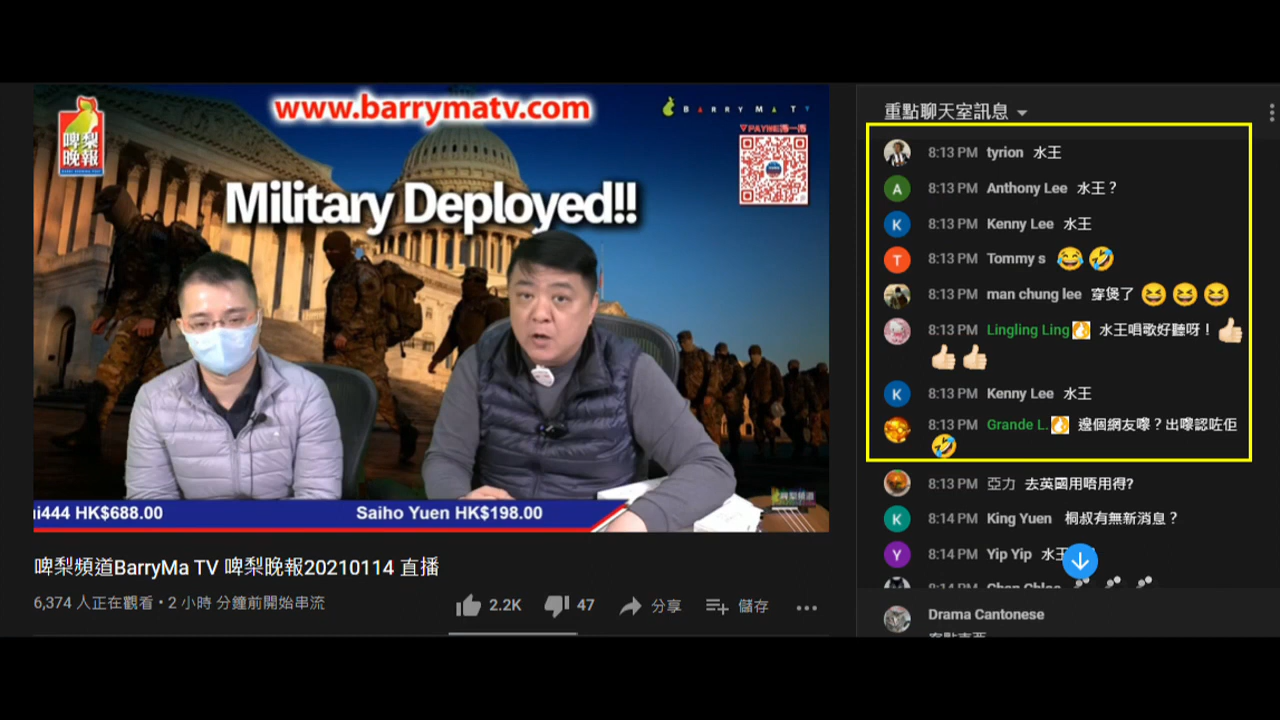 www.barrymatv.com
BARRY MA TV
啤梨
晚報
Military Deployed!!
ui444 HK$688.00
Saiho Yuen HK$198.00
啤梨頻道
啤梨頻道BarryMa TV 啤梨晚報20210114 直播
6,374 人正在觀看 • 2 小時 分鐘前開始串流
2.2K
47
分享
儲存
重點聊天室訊息
8:13 PM tyrion 水王
A 8:13 PM Anthony Lee 水王？
K 8:13 PM Kenny Lee 水王
T 8:13 PM Tommy s 😂🤣
8:13 PM man chung lee 穿煲了 😆😆😆
8:13 PM Lingling Ling 水王唱歌好聽呀！👍🏻
👍🏻👍🏻
K 8:13 PM Kenny Lee 水王
8:13 PM Grande L. 邊個網友嚟？出嚟認咗佢
🤣
8:13 PM 亞力 去英國用唔用得?
K 8:14 PM King Yuen 桐叔有無新消息？
Y 8:14 PM Yip Yip 水王
8:14 PM
Drama Cantonese